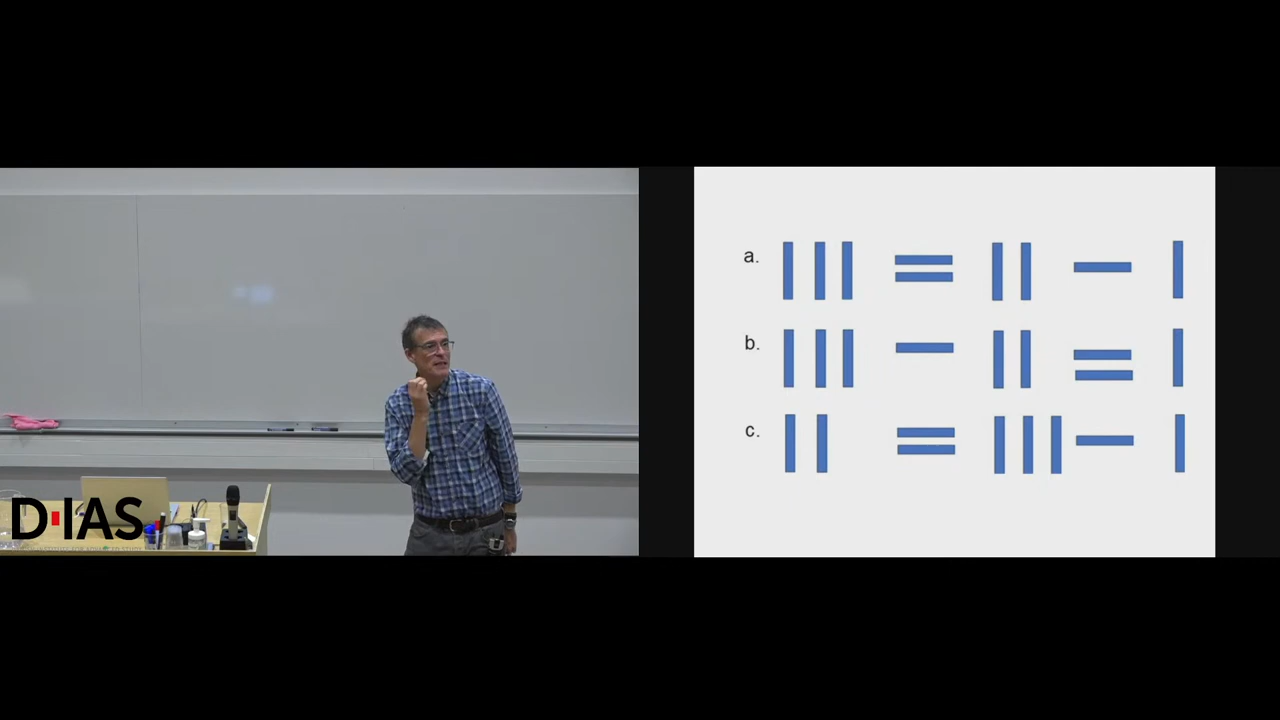 D·IAS
a. ||| = || — |
b. ||| — || = |
c. || = ||| — |